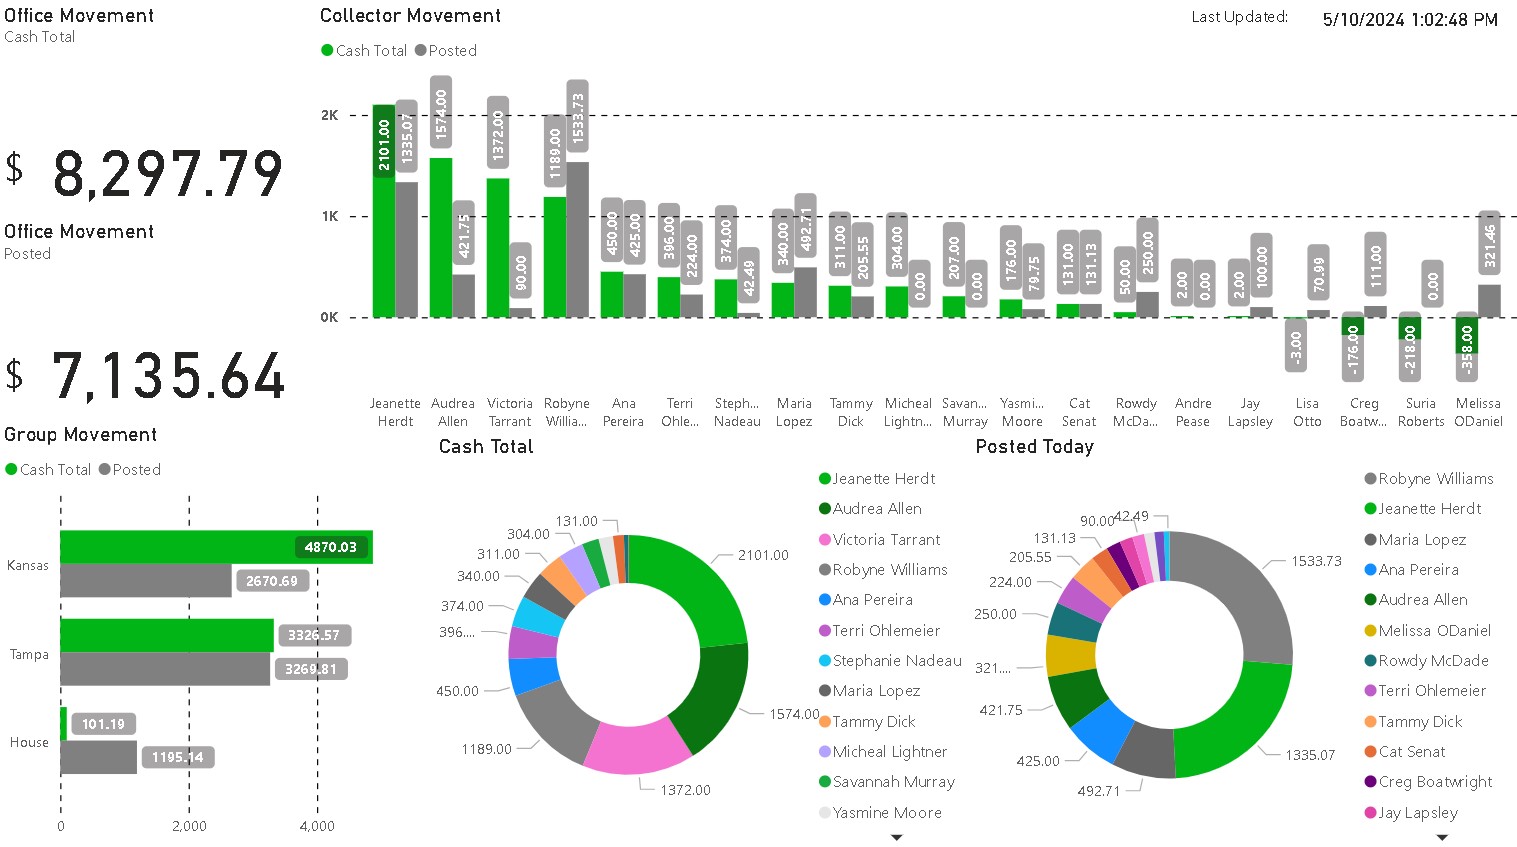 Office Movement
Cash Total
$ 8,297.79
Office Movement
Posted
$ 7,135.64
Collector Movement
Cash Total Posted
Last Updated: 5/10/2024 1:02:48 PM
2K
1K
0K
2101.00 1335.07 1574.00 421.75 1372.00 90.00 1189.00 1533.73 450.00 425.00 396.00 224.00 374.00 42.49 340.00 492.71 311.00 205.55 304.00 0.00 207.00 0.00 176.00 79.75 131.00 131.13 50.00 250.00 2.00 0.00 2.00 100.00 -3.00 70.99 -176.00 111.00 -218.00 0.00 -358.00 321.46
Jeanette Audrea Victoria Robyne Ana Terri Steph... Maria Tammy Micheal Savan... Yasmi... Cat Rowdy Andre Jay Lisa Creg Suria Melissa
Herdt Allen Tarrant Willia... Pereira Ohle... Nadeau Lopez Dick Lightn... Murray Moore Senat McDa... Pease Lapsley Otto Boatw... Roberts ODaniel
Group Movement
Cash Total Posted
Kansas
4870.03
2670.69
Tampa
3326.57
3269.81
House
101.19
1195.14
0 2,000 4,000
Cash Total
2101.00
1574.00
1372.00
1189.00
450.00
396....
374.00
340.00
311.00
304.00
131.00
Jeanette Herdt
Audrea Allen
Victoria Tarrant
Robyne Williams
Ana Pereira
Terri Ohlemeier
Stephanie Nadeau
Maria Lopez
Tammy Dick
Micheal Lightner
Savannah Murray
Yasmine Moore
Posted Today
1533.73
1335.07
492.71
425.00
421.75
321....
250.00
224.00
205.55
131.13
90.00
42.49
Robyne Williams
Jeanette Herdt
Maria Lopez
Ana Pereira
Audrea Allen
Melissa ODaniel
Rowdy McDade
Terri Ohlemeier
Tammy Dick
Cat Senat
Creg Boatwright
Jay Lapsley